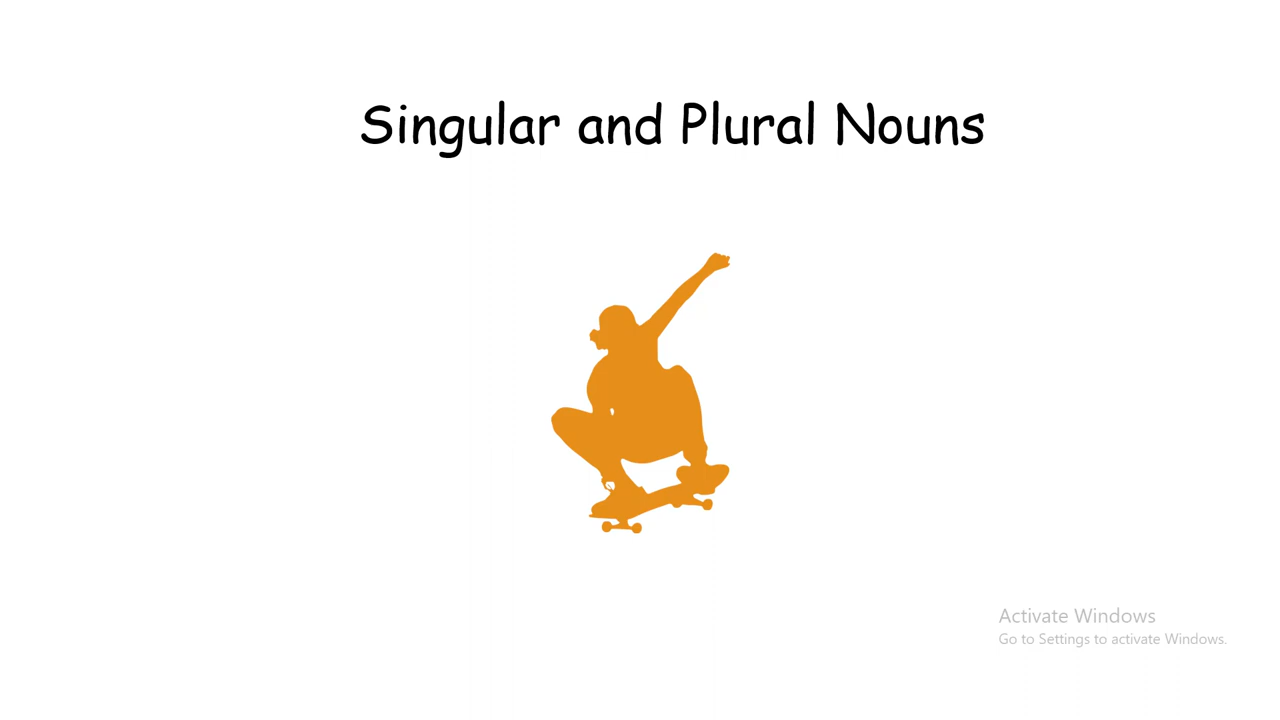 Singular and Plural Nouns
Activate Windows
Go to Settings to activate Windows.